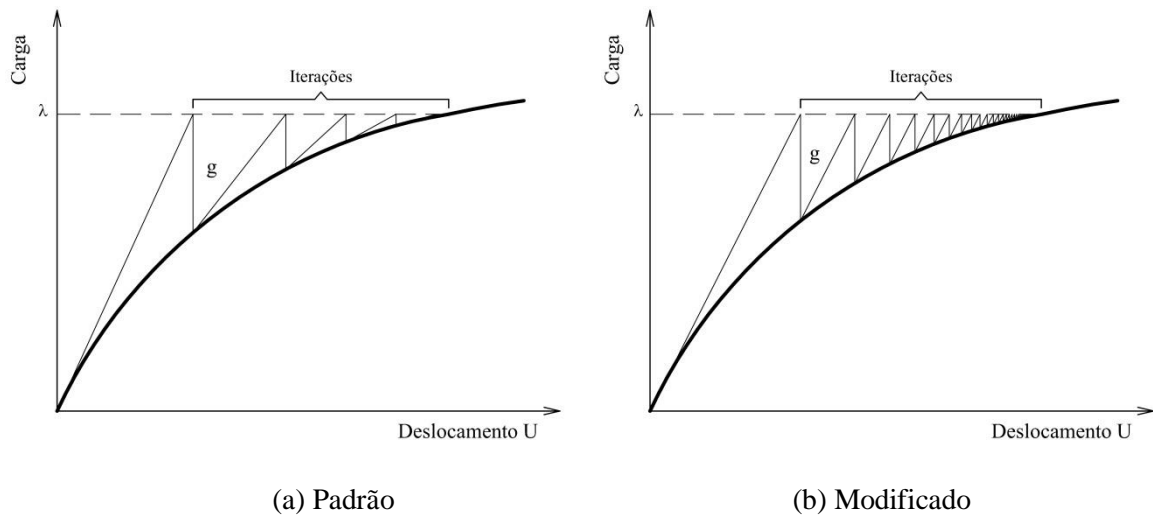 Carga
λ
Iterações
g
Deslocamento U
(a) Padrão
Carga
λ
Iterações
g
Deslocamento U
(b) Modificado